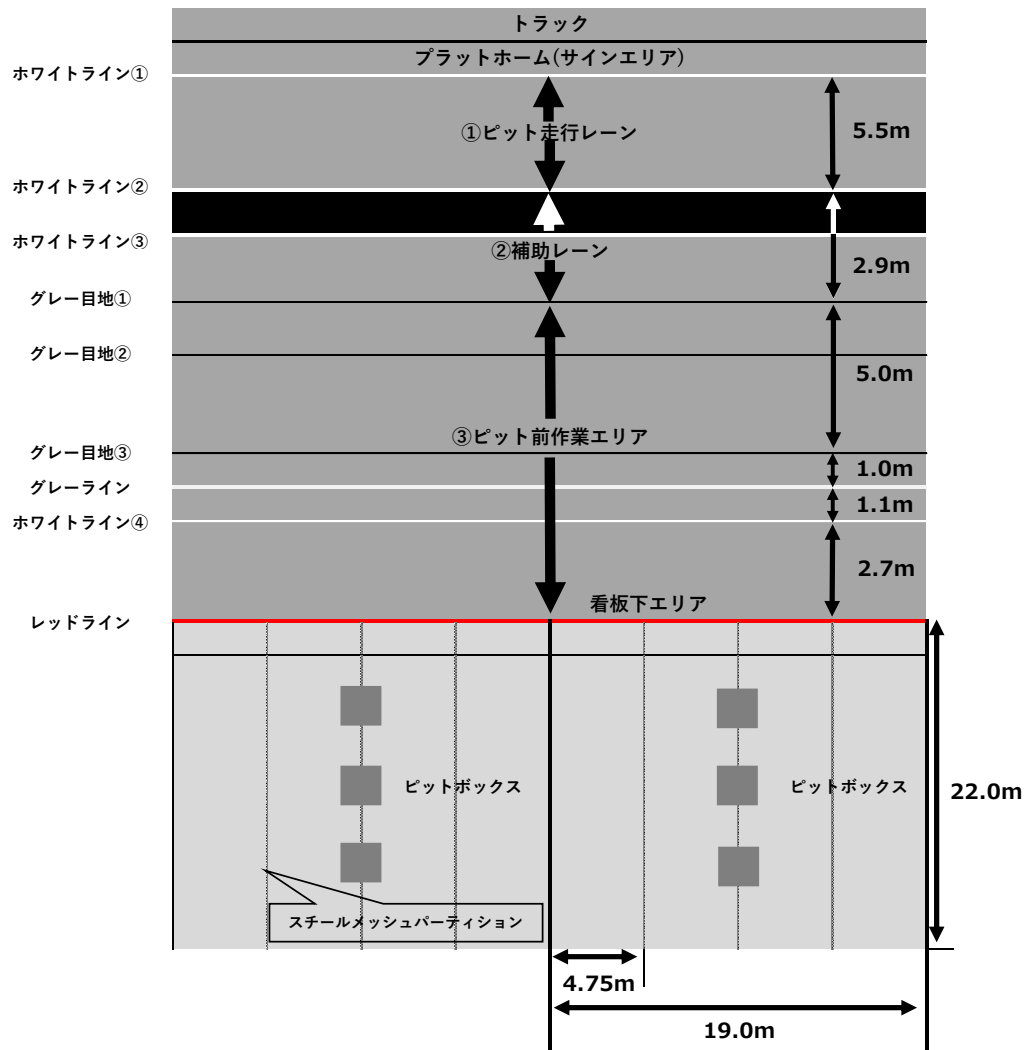 トラック
プラットホーム(サインエリア)
ホワイトライン①
①ピット走行レーン
5.5m
ホワイトライン②
ホワイトライン③
②補助レーン
2.9m
グレー目地①
グレー目地②
5.0m
③ピット前作業エリア
グレー目地③
1.0m
グレーライン
1.1m
ホワイトライン④
2.7m
看板下エリア
レッドライン
ピットボックス
ピットボックス
22.0m
スチールメッシュパーティション
4.75m
19.0m